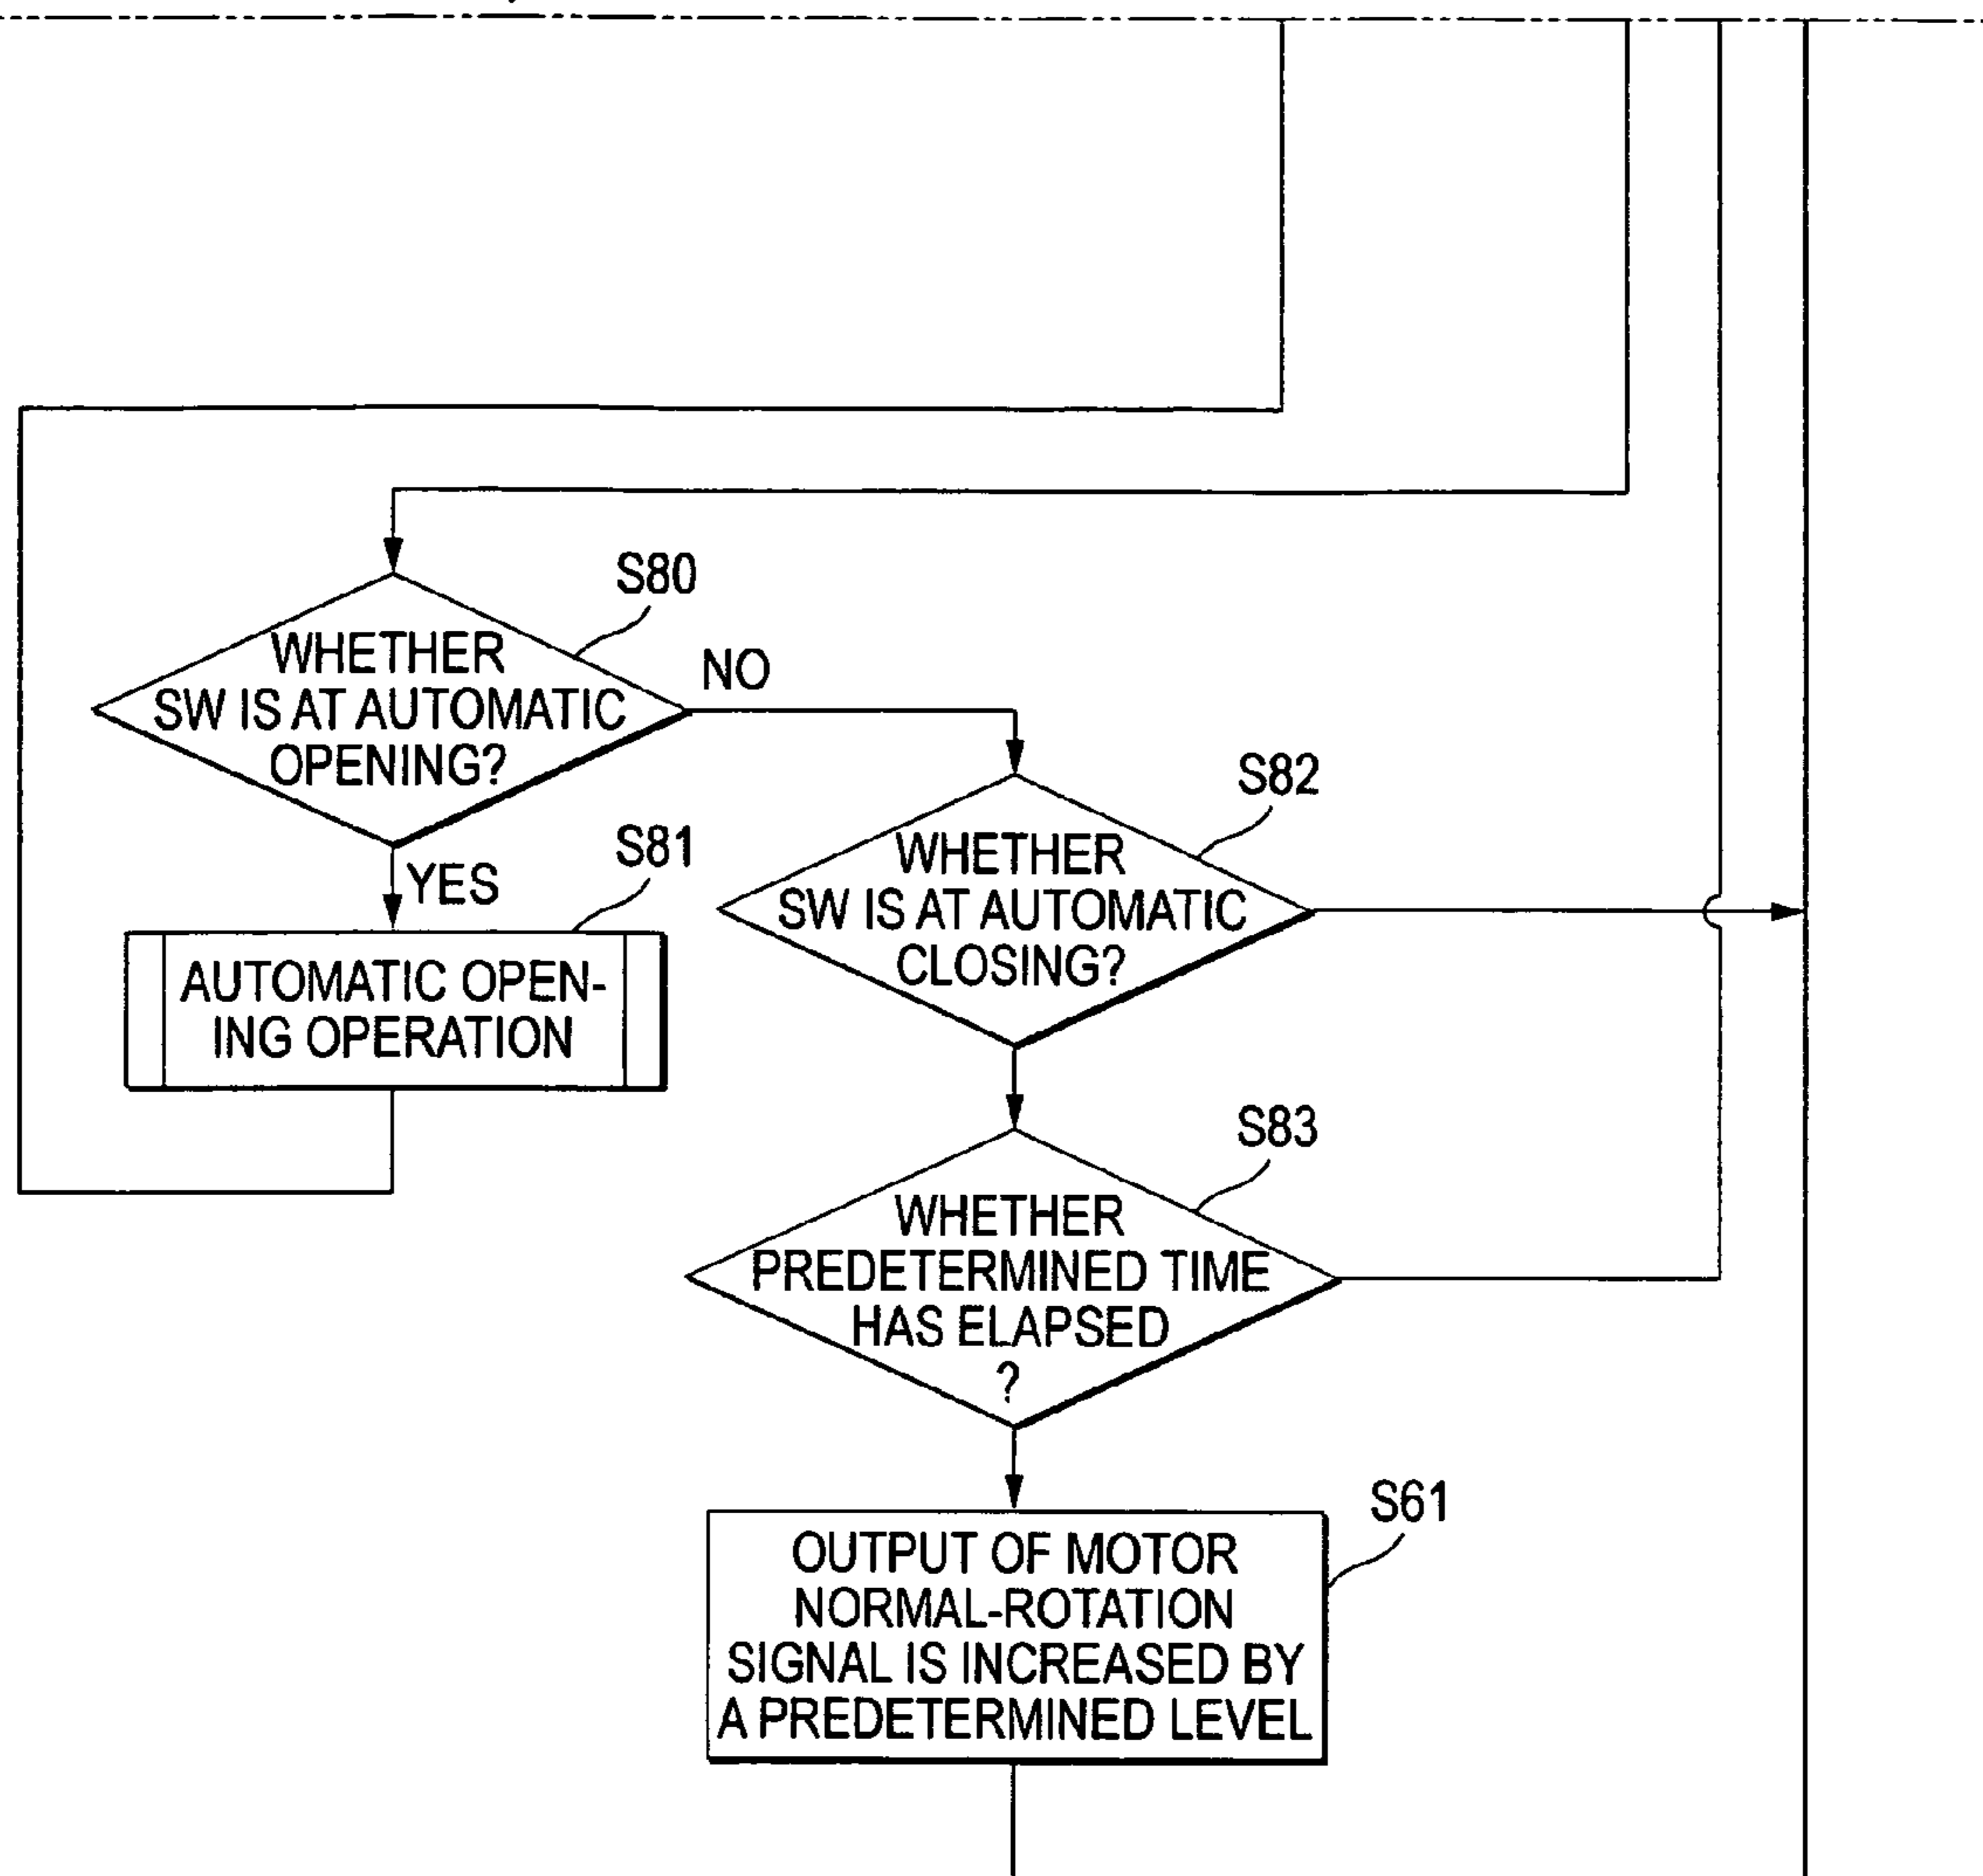 S80
WHETHER
SW IS AT AUTOMATIC
OPENING?
NO
YES
S81
AUTOMATIC OPEN-
ING OPERATION
S82
WHETHER
SW IS AT AUTOMATIC
CLOSING?
S83
WHETHER
PREDETERMINED TIME
HAS ELAPSED
?
S61
OUTPUT OF MOTOR
NORMAL-ROTATION
SIGNAL IS INCREASED BY
A PREDETERMINED LEVEL